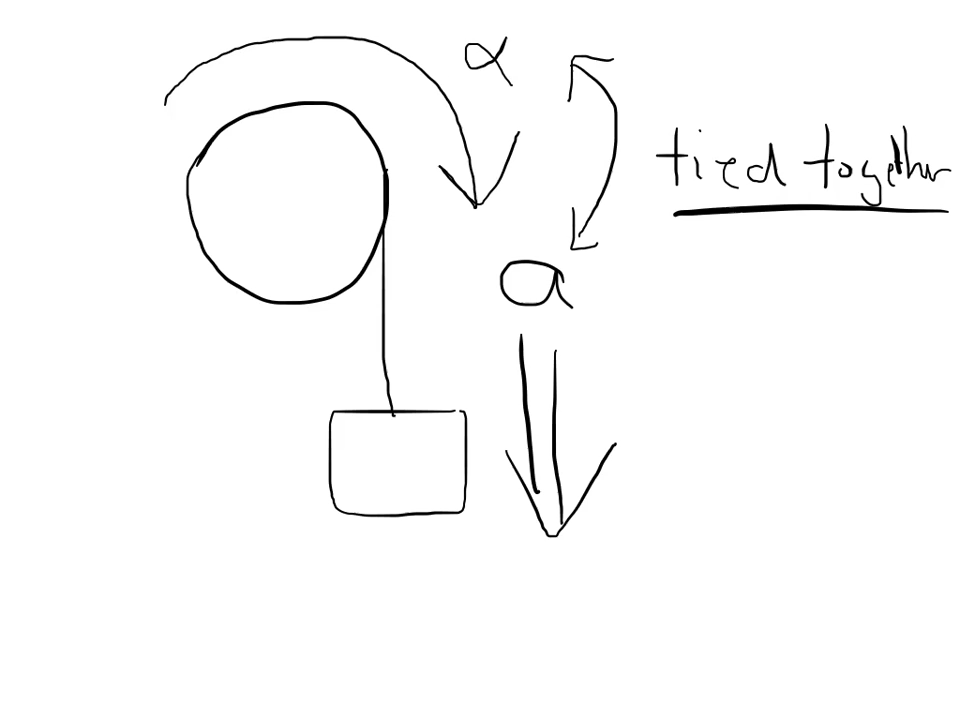 α
tied together
a